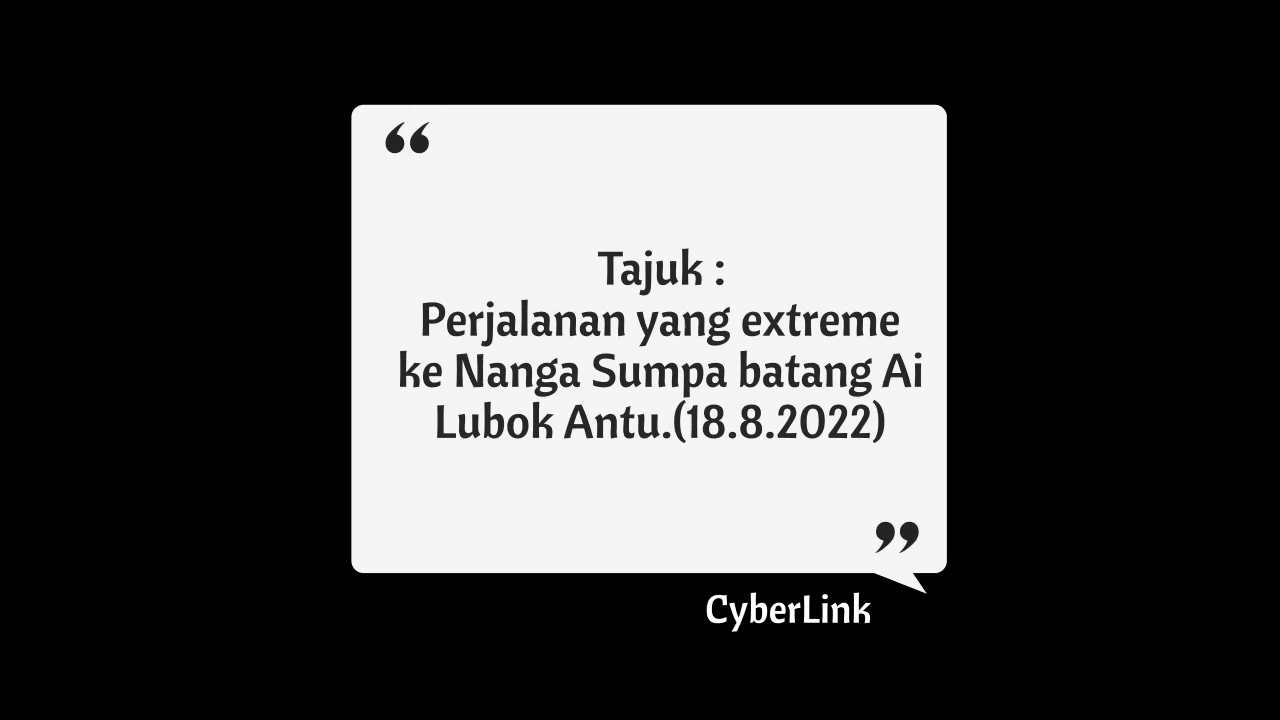 “
Tajuk :
Perjalanan yang extreme
ke Nanga Sumpa batang Ai
Lubok Antu.(18.8.2022)
”
CyberLink